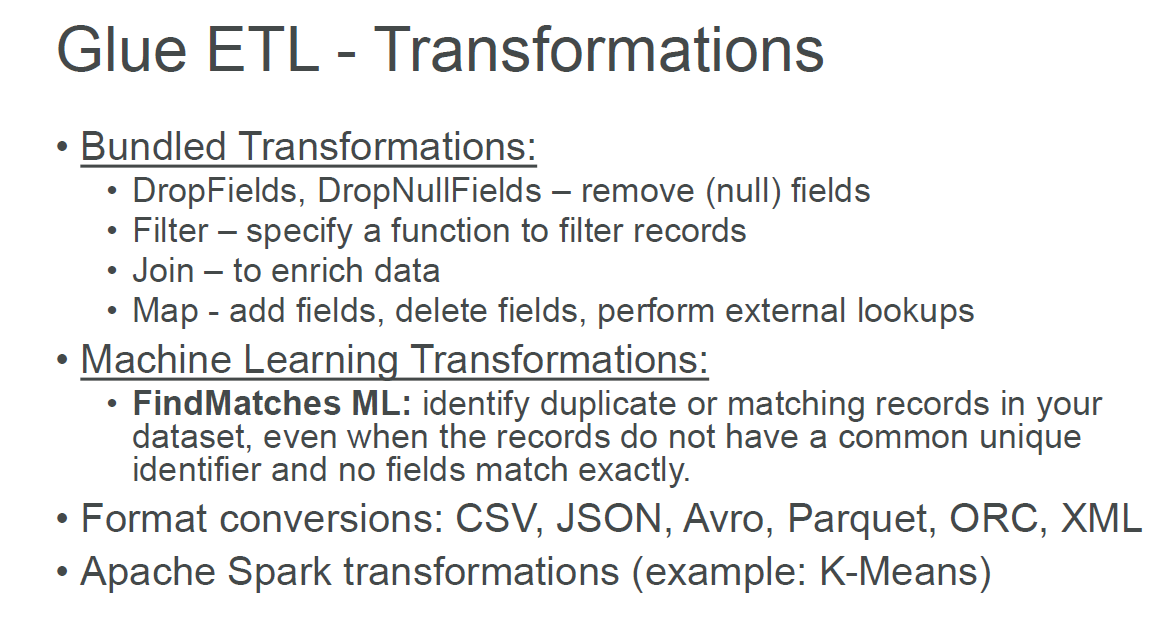 Glue ETL - Transformations
• Bundled Transformations:
• DropFields, DropNullFields – remove (null) fields
• Filter – specify a function to filter records
• Join – to enrich data
• Map - add fields, delete fields, perform external lookups
• Machine Learning Transformations:
• FindMatches ML: identify duplicate or matching records in your
dataset, even when the records do not have a common unique
identifier and no fields match exactly.
• Format conversions: CSV, JSON, Avro, Parquet, ORC, XML
• Apache Spark transformations (example: K-Means)